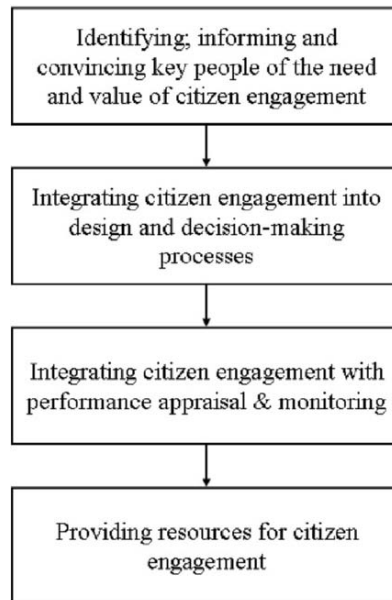 Identifying; informing and
convincing key people of the need
and value of citizen engagement
Integrating citizen engagement into
design and decision-making
processes
Integrating citizen engagement with
performance appraisal & monitoring
Providing resources for citizen
engagement